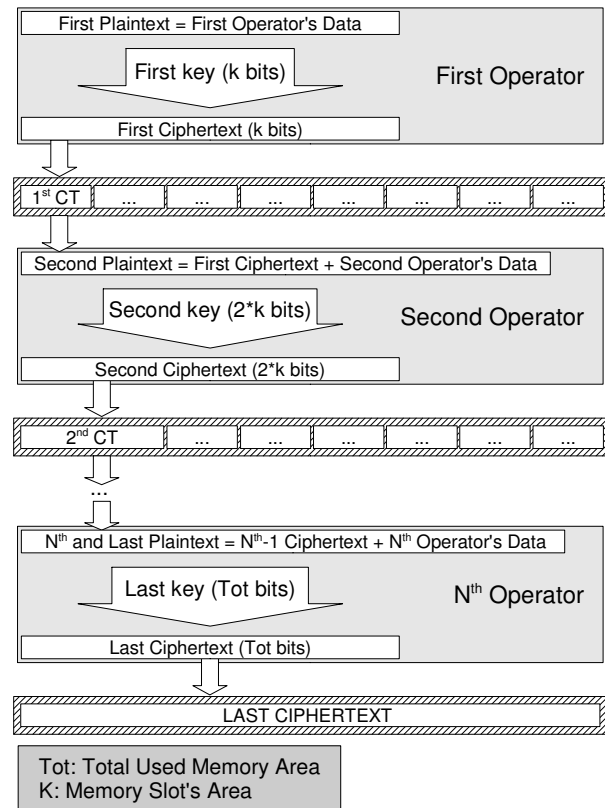 First Plaintext = First Operator's Data
First key (k bits)
First Operator
First Ciphertext (k bits)
1st CT ... ... ... ... ... ... ...
Second Plaintext = First Ciphertext + Second Operator's Data
Second key (2*k bits)
Second Operator
Second Ciphertext (2*k bits)
2nd CT ... ... ... ... ... ...
...
Nth and Last Plaintext = Nth-1 Ciphertext + Nth Operator's Data
Last key (Tot bits)
Nth Operator
Last Ciphertext (Tot bits)
LAST CIPHERTEXT
Tot: Total Used Memory Area
K: Memory Slot's Area